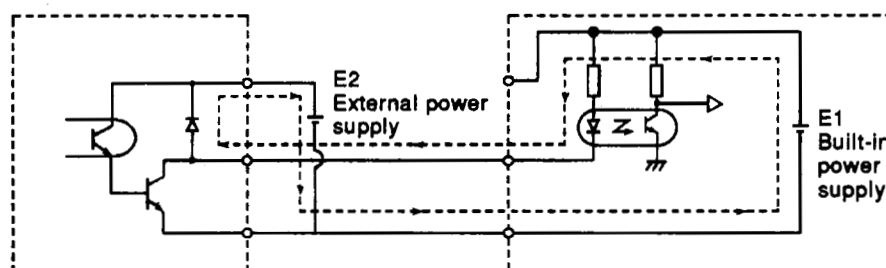 E2
External power
supply
E1
Built-in
power
supply